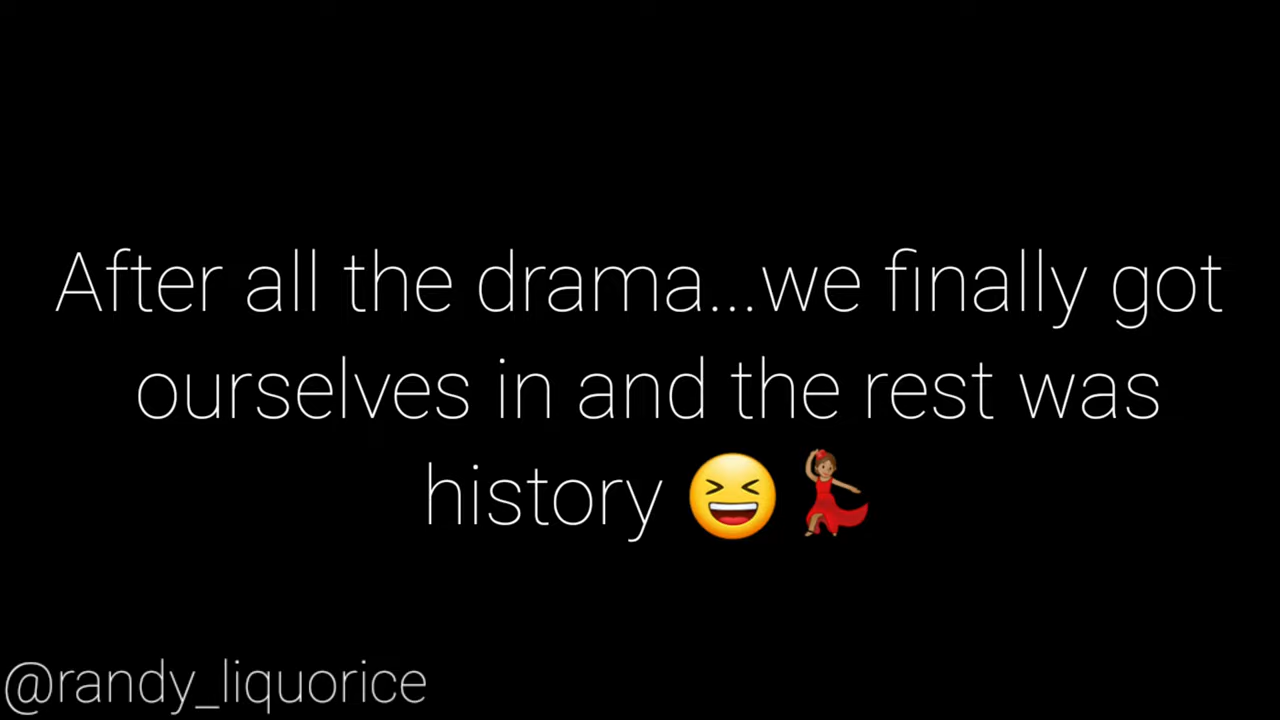 After all the drama...we finally got
ourselves in and the rest was
history 😆💃🏽
@randy_liquorice